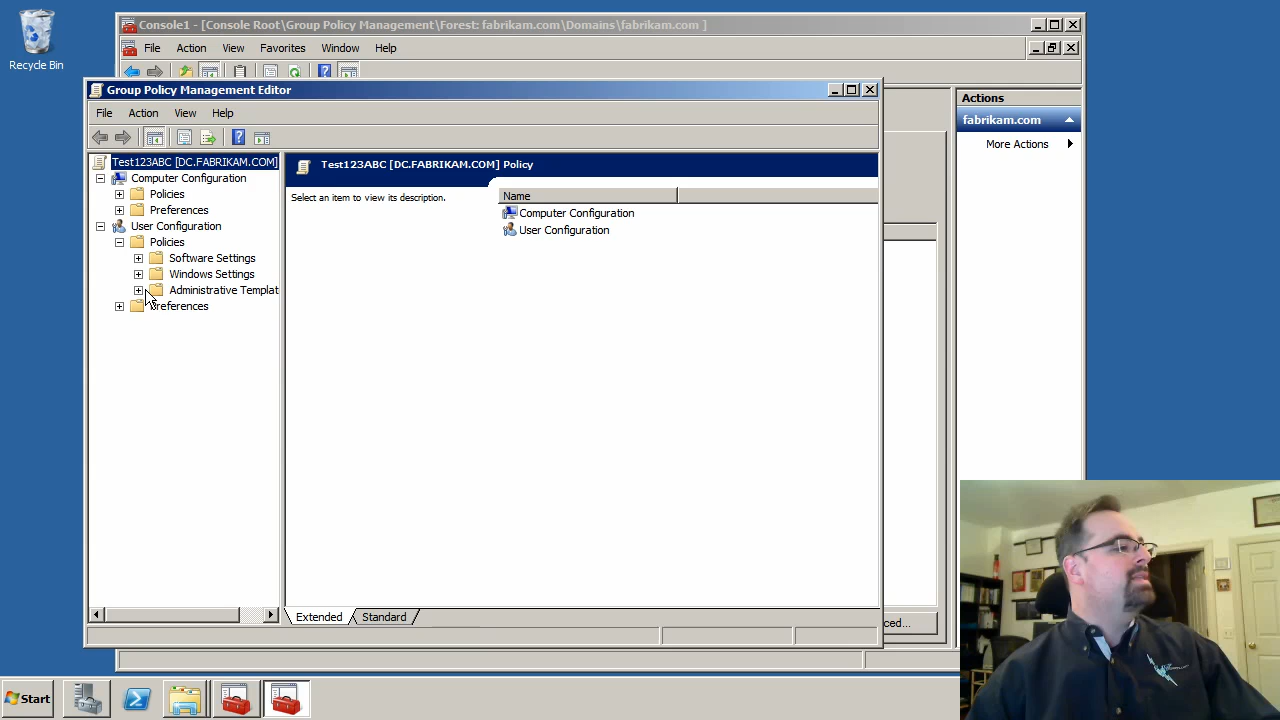 Recycle Bin
Console1 - [Console Root\Group Policy Management\Forest: fabrikam.com\Domains\fabrikam.com ]
File Action View Favorites Window Help
Group Policy Management Editor
File Action View Help
Test123ABC [DC.FABRIKAM.COM]
Computer Configuration
Policies
Preferences
User Configuration
Policies
Software Settings
Windows Settings
Administrative Templat
Preferences
Test123ABC [DC.FABRIKAM.COM] Policy
Select an item to view its description.
Name
Computer Configuration
User Configuration
Extended Standard
Actions
fabrikam.com
More Actions
ced...
Start